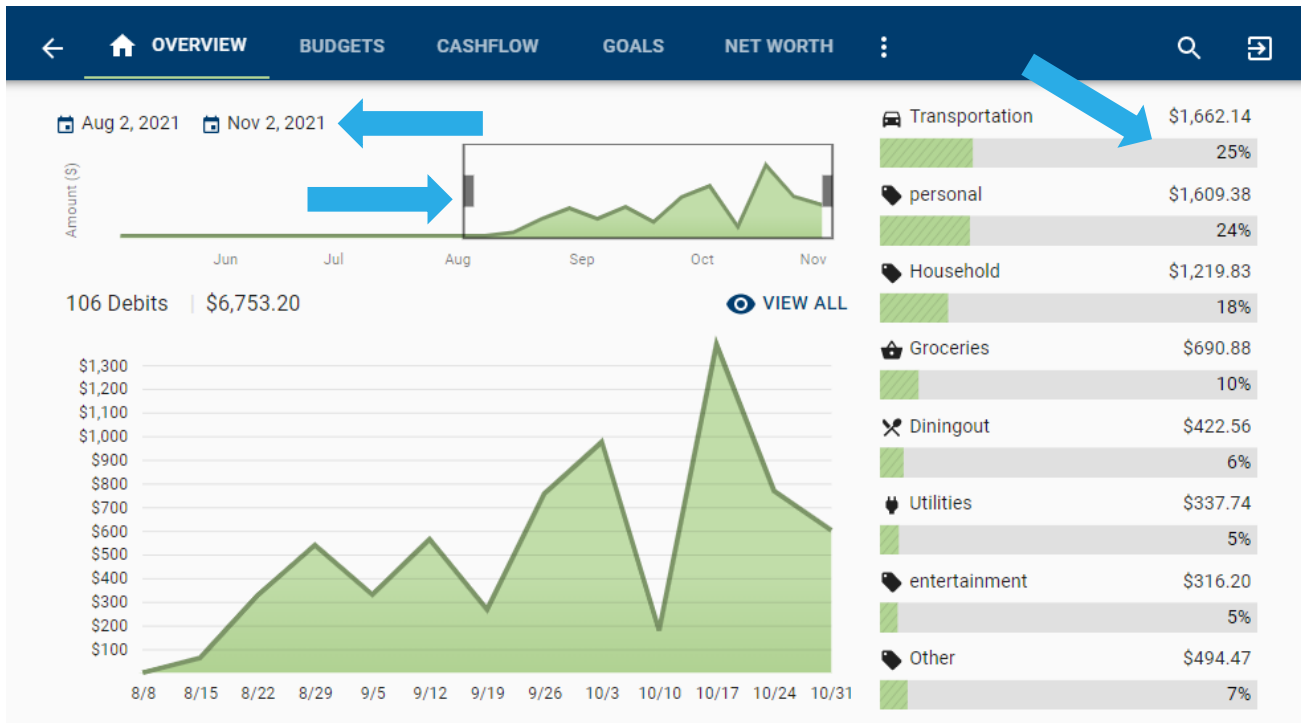 OVERVIEW BUDGETS CASHFLOW GOALS NET WORTH
Aug 2, 2021 Nov 2, 2021
Amount ($)
Jun Jul Aug Sep Oct Nov
106 Debits | $6,753.20
VIEW ALL
$1,300
$1,200
$1,100
$1,000
$900
$800
$700
$600
$500
$400
$300
$200
$100
8/8 8/15 8/22 8/29 9/5 9/12 9/19 9/26 10/3 10/10 10/17 10/24 10/31
Transportation $1,662.14
25%
personal $1,609.38
24%
Household $1,219.83
18%
Groceries $690.88
10%
Diningout $422.56
6%
Utilities $337.74
5%
entertainment $316.20
5%
Other $494.47
7%